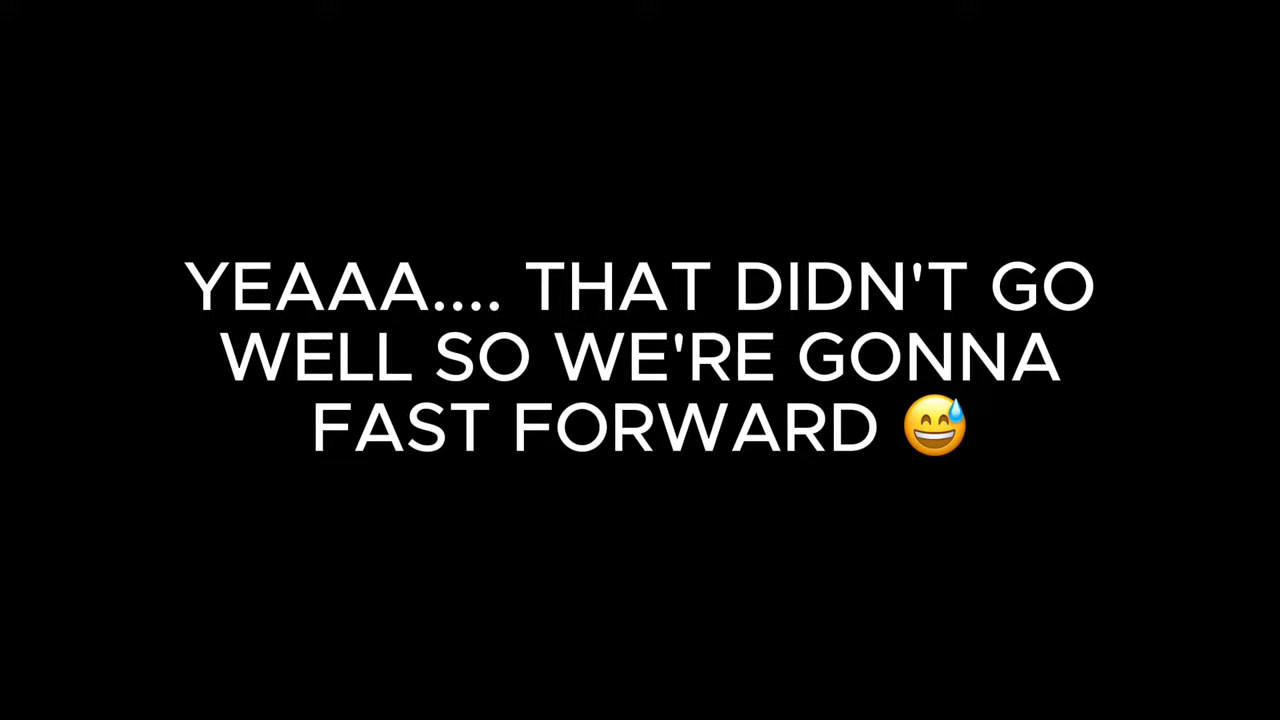 YEAAA.... THAT DIDN'T GO
WELL SO WE'RE GONNA
FAST FORWARD 😅